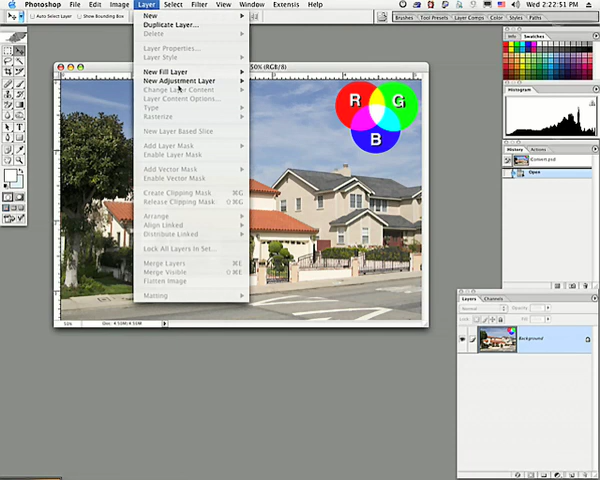 Photoshop File Edit Image Layer Select Filter View Window Extensis Help Wed 2:22:51 PM
Auto Select Layer Show Bounding Box
Brushes Tool Presets Layer Comps Color Styles Paths
New
Duplicate Layer...
Delete
Layer Properties...
Layer Style
New Fill Layer
New Adjustment Layer
Change Layer Content
Layer Content Options...
Type
Rasterize
New Layer Based Slice
Add Layer Mask
Enable Layer Mask
Add Vector Mask
Enable Vector Mask
Create Clipping Mask ⌘G
Release Clipping Mask ⇧⌘G
Arrange
Align Linked
Distribute Linked
Lock All Layers In Set...
Merge Layers ⌘E
Merge Visible ⇧⌘E
Flatten Image
Matting
50% (RGB/8)
R G
B
Info Swatches
Histogram
History Actions
Open
Layers Channels
Normal Opacity:
Lock: Fill:
Background